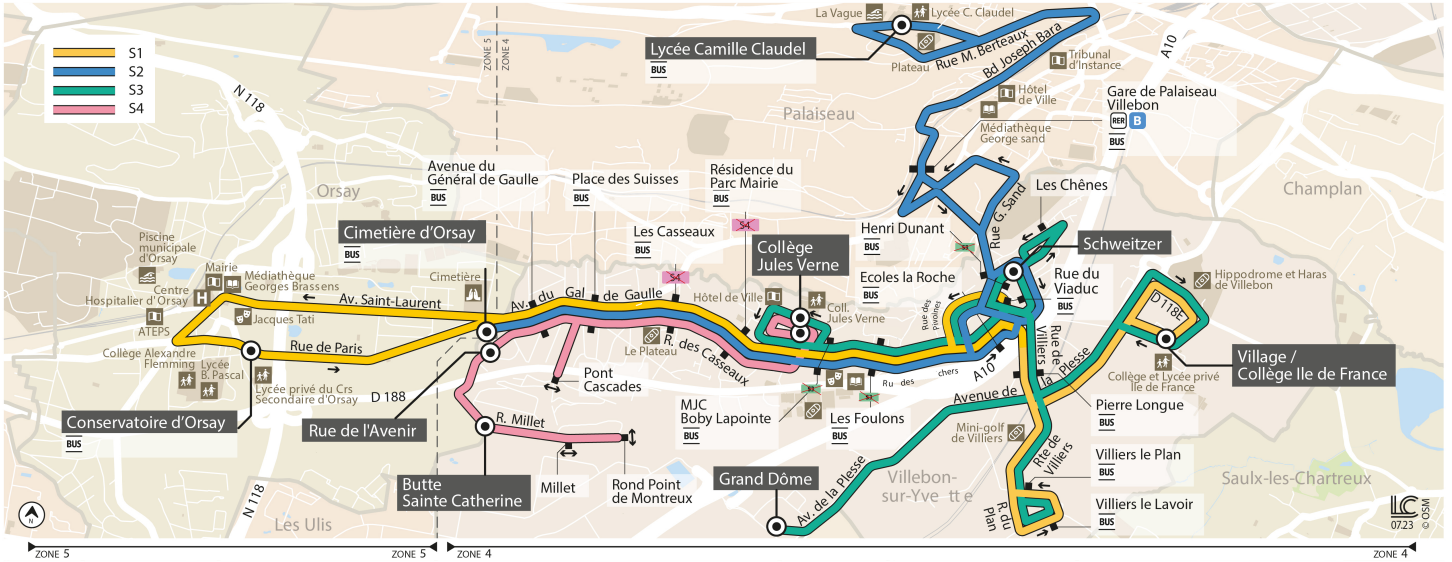 S1
S2
S3
S4
N 118
ZONE 5
ZONE 4
La Vague
Lycée C. Claudel
Lycée Camille Claudel
BUS
Plateau
Rue M. Berteaux
Bd Joseph Bara
Tribunal
d'Instance
A10
Palaiseau
Hôtel
de Ville
Médiathèque
George sand
Gare de Palaiseau
Villebon
RER B
BUS
Orsay
Champlan
Avenue du
Général de Gaulle
BUS
Place des Suisses
BUS
Résidence du
Parc Mairie
BUS
S4
Les Casseaux
BUS
S4
Les Chênes
BUS
Rue G. Sand
Henri Dunant
BUS
Schweitzer
Cimetière d'Orsay
BUS
Collège
Jules Verne
Ecoles la Roche
BUS
Rue du
Viaduc
BUS
Piscine
municipale
d'Orsay
Mairie
Médiathèque
Georges Brassens
Centre
Hospitalier d'Orsay
H
Jacques Tati
ATEPS
Cimetière
Av. Saint-Laurent
Av. du Gal de Gaulle
Hôtel de Ville
Coll.
Jules Verne
Rue des
Pivoines
Hippodrome et Haras
de Villebon
D118E
Collège Alexandre
Flemming
Lycée
B. Pascal
Rue de Paris
Lycée privé du Crs
Secondaire d'Orsay
Le Plateau
R. des Casseaux
Ru des chers
A10
Rue de
Villiers
Avenue de la Plesse
Collège et Lycée privé
Ile de France
Village /
Collège Ile de France
Conservatoire d'Orsay
BUS
D 188
Rue de l'Avenir
Pont
Cascades
MJC
Boby Lapointe
BUS
Les Foulons
BUS
Pierre Longue
BUS
R. Millet
Mini-golf
de Villiers
Rte de
Villiers
Villiers le Plan
BUS
Butte
Sainte Catherine
Millet
Rond Point
de Montreux
Grand Dôme
Av. de la Plesse
Villebon-
sur-Yve tt e
R. du
Plan
Villiers le Lavoir
BUS
Saulx-les-Chartreux
N 118
Les Ulis
N
LC
07.23
© OSM
ZONE 5
ZONE 5
ZONE 4
ZONE 4